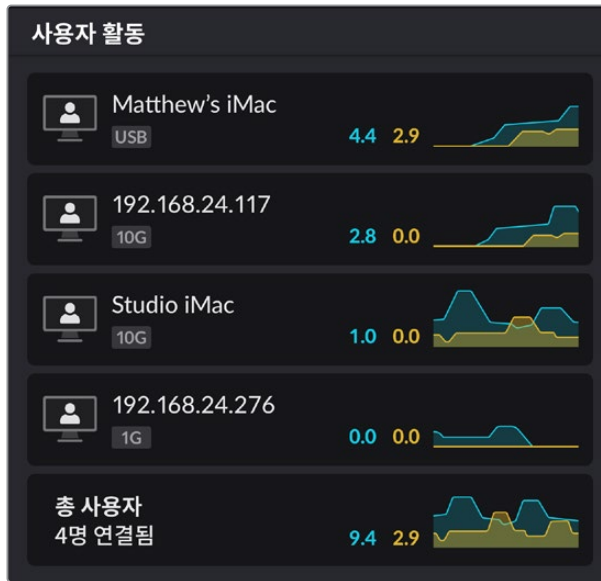 사용자 활동
Matthew's iMac
USB
4.4 2.9
192.168.24.117
10G
2.8 0.0
Studio iMac
10G
1.0 0.0
192.168.24.276
1G
0.0 0.0
총 사용자
4명 연결됨
9.4 2.9